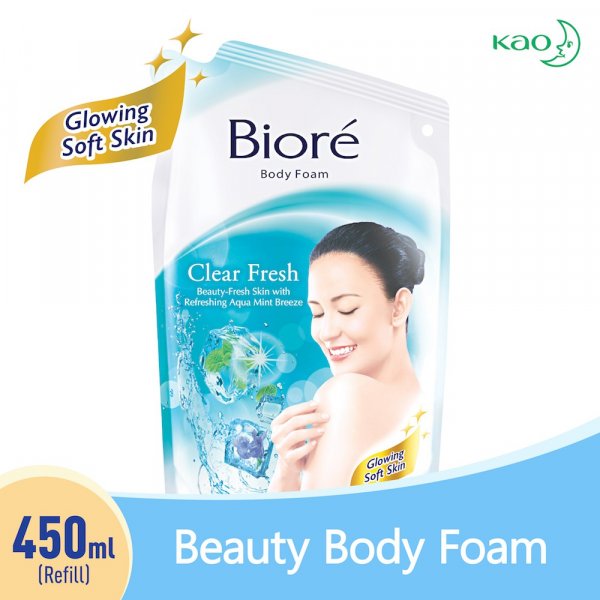 Kao
Glowing
Soft Skin
Bioré
Body Foam
Clear Fresh
Beauty-Fresh Skin with
Refreshing Aqua Mint Breeze
Glowing
Soft Skin
450ml
(Refill)
Beauty Body Foam